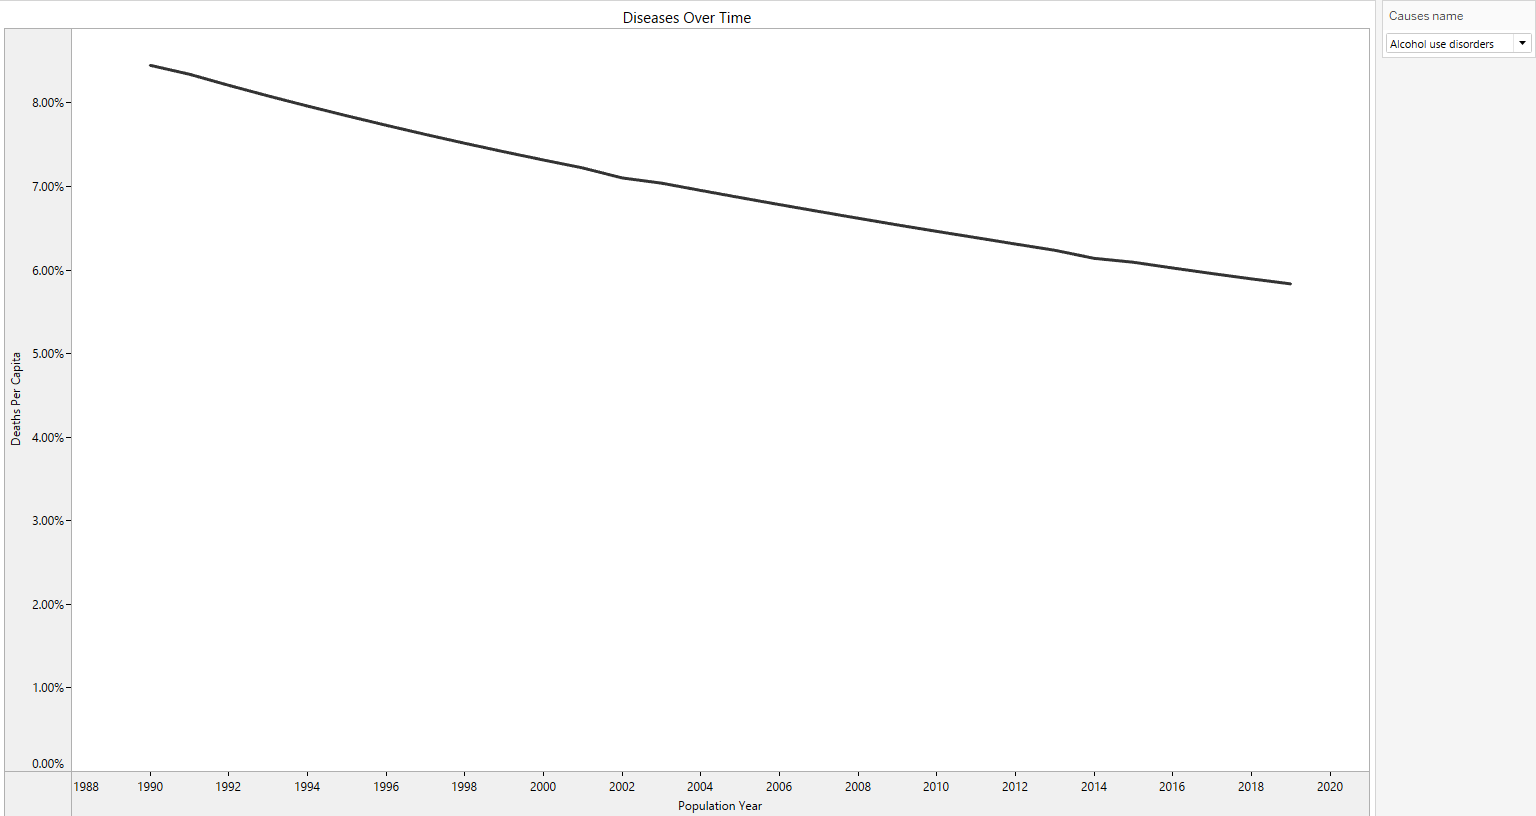 Diseases Over Time
Causes name
Alcohol use disorders
8.00%
7.00%
6.00%
5.00%
4.00%
3.00%
2.00%
1.00%
0.00%
Deaths Per Capita
1988 1990 1992 1994 1996 1998 2000 2002 2004 2006 2008 2010 2012 2014 2016 2018 2020
Population Year